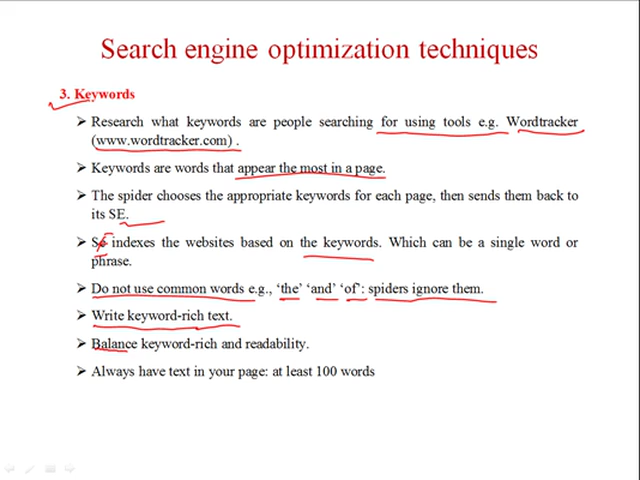 Search engine optimization techniques
3. Keywords
➢ Research what keywords are people searching for using tools e.g. Wordtracker
(www.wordtracker.com) .
➢ Keywords are words that appear the most in a page.
➢ The spider chooses the appropriate keywords for each page, then sends them back to
its SE.
➢ Se indexes the websites based on the keywords. Which can be a single word or
phrase.
➢ Do not use common words e.g., ‘the’ ‘and’ ‘of’: spiders ignore them.
➢ Write keyword-rich text.
➢ Balance keyword-rich and readability.
➢ Always have text in your page: at least 100 words